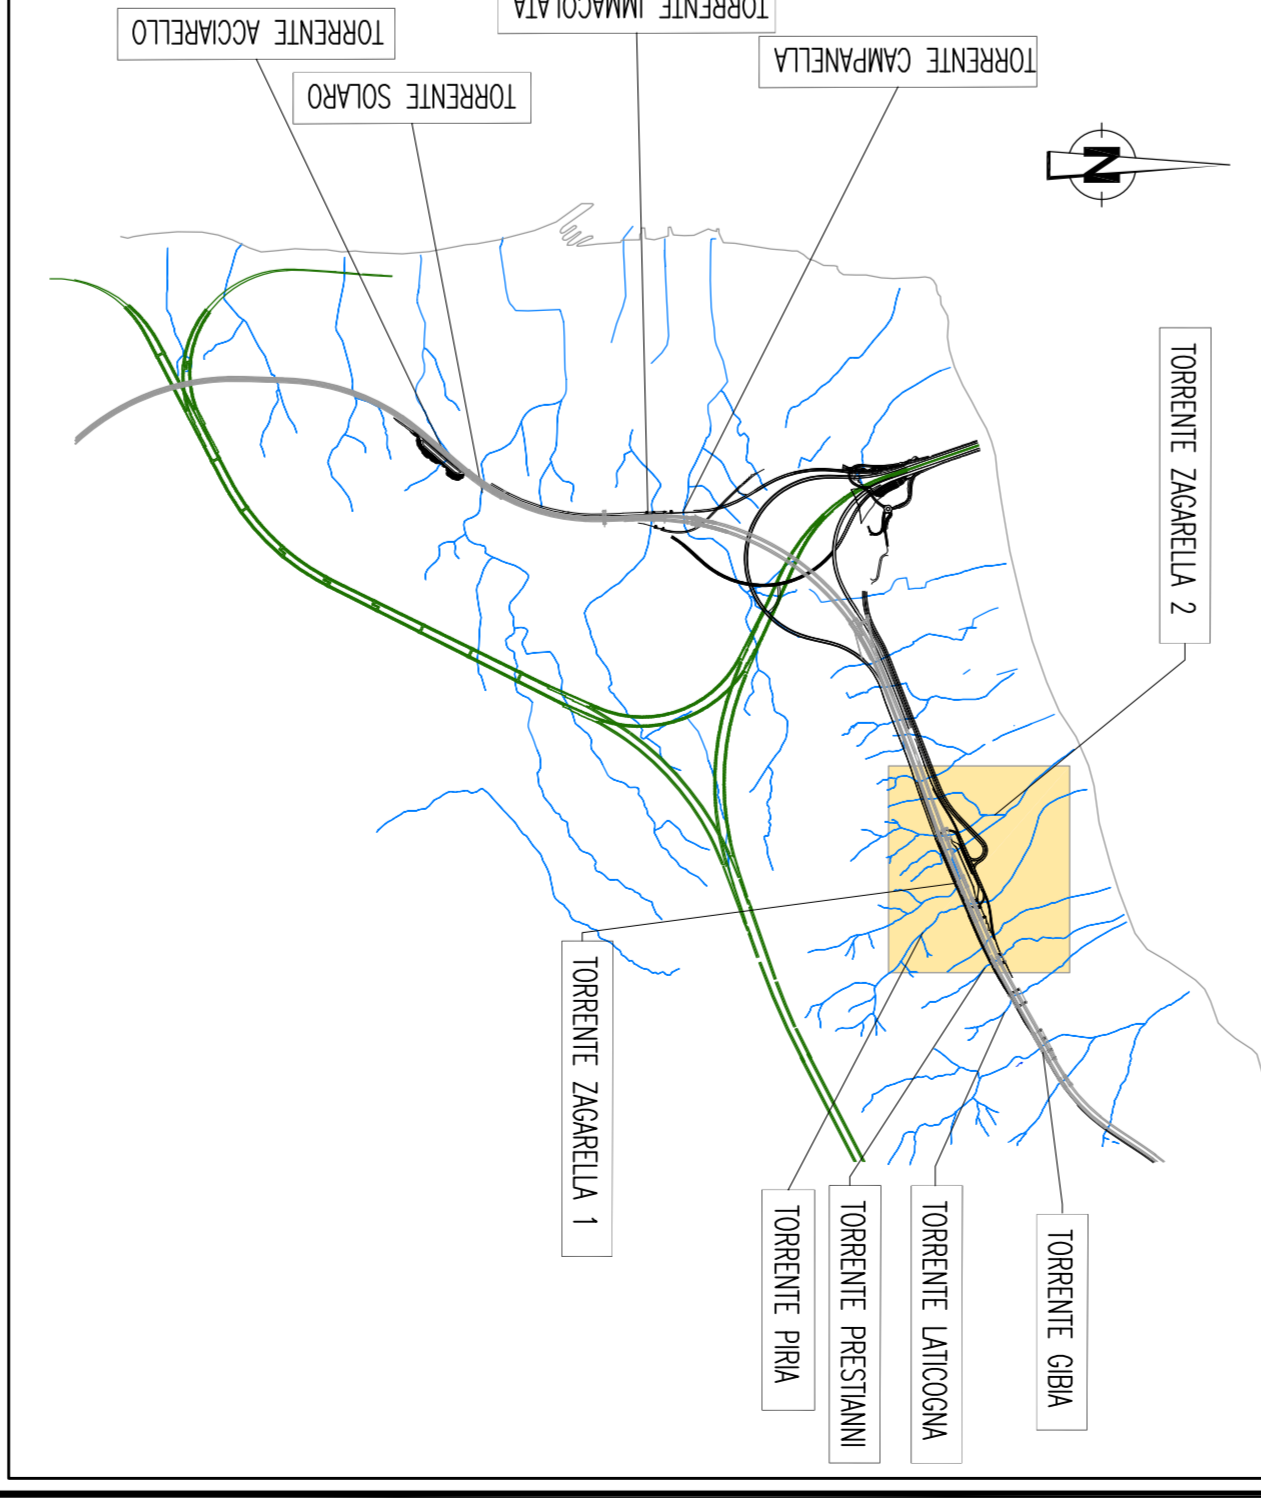 TORRENTE IMMACOLATA
TORRENTE ACCIARELLO
TORRENTE CAMPANELLA
TORRENTE SOLARO
N
TORRENTE ZAGARELLA 2
TORRENTE ZAGARELLA 1
TORRENTE PIRIA
TORRENTE PRESTIANNI
TORRENTE LATICOGNA
TORRENTE GIBIA